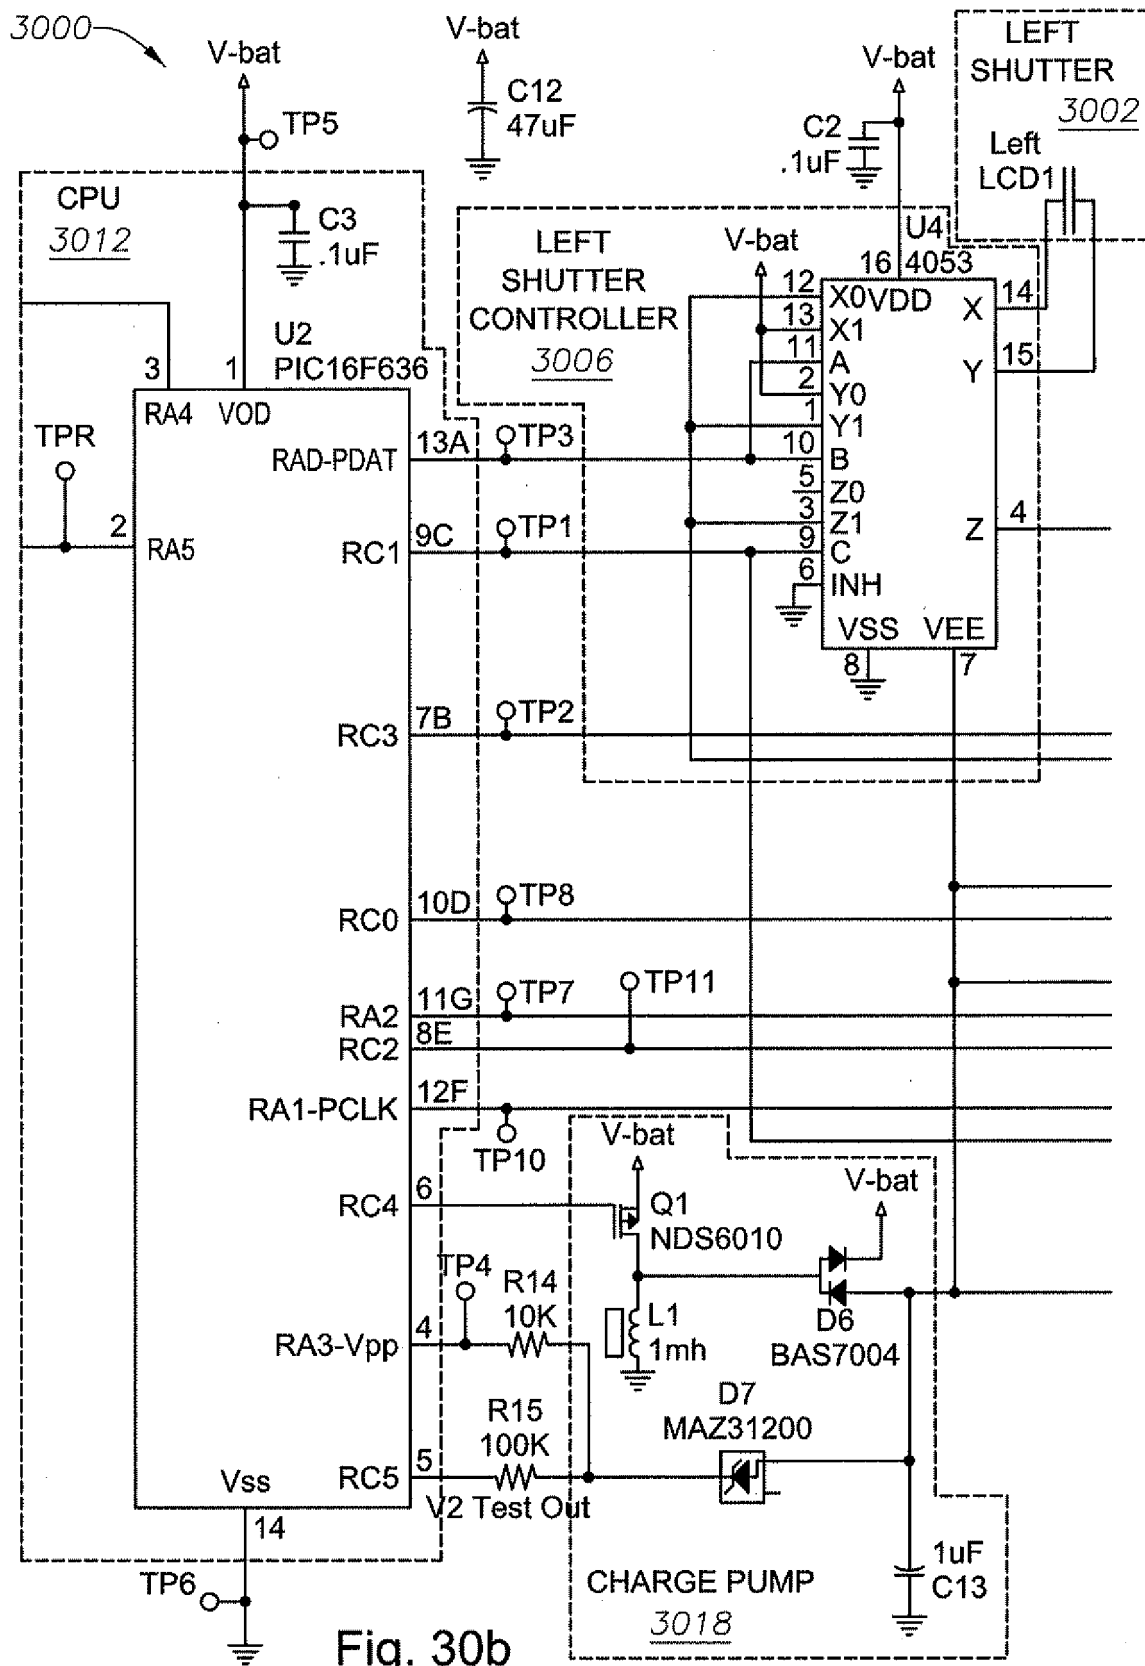 3000
V-bat
TP5
V-bat
C12
47uF
V-bat
C2
.1uF
LEFT
SHUTTER
3002
Left
LCD1
CPU
3012
C3
.1uF
U2
PIC16F636
3
1
RA4
VOD
TPR
2
RA5
RAD-PDAT
13A
TP3
RC1
9C
TP1
RC3
7B
TP2
RC0
10D
TP8
RA2
11G
TP7
RC2
8E
TP11
RA1-PCLK
12F
TP10
RC4
6
RA3-Vpp
4
TP4
R14
10K
RC5
5
R15
100K
V2 Test Out
Vss
14
TP6
LEFT
SHUTTER
CONTROLLER
3006
V-bat
U4
4053
16
VDD
12
X0
13
X1
11
A
2
Y0
1
Y1
10
B
5
Z0
3
Z1
9
C
6
INH
VSS
8
VEE
7
X
14
Y
15
Z
4
V-bat
Q1
NDS6010
L1
1mh
V-bat
D6
BAS7004
D7
MAZ31200
1uF
C13
CHARGE PUMP
3018
Fig. 30b